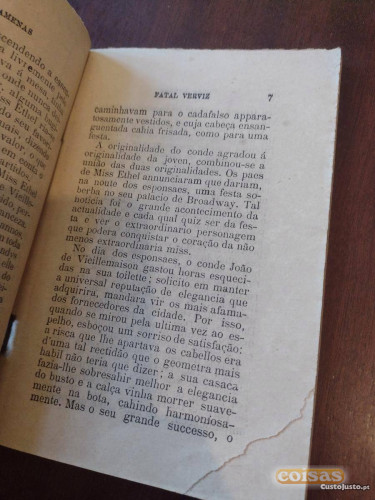 AMENAS
FATAL VERVIZ 7
caminhavam para o cadafalso appara-
tosamente vestidos, e cuja cabeça ensan-
guentada cahia frisada, como para uma
festa.
A originalidade do conde agradou á
originalidade da joven, combinou-se a
união das duas originalidades. Os paes
de Miss Ethel annunciaram que dariam,
na noute dos esponsaes, uma festa so-
berba no seu palacio de Broadway. Tal
noticia foi o grande acontecimento da
actualidade e cada qual quiz ser da fes-
ta e ver o extraordinario personagem
que podera conquistar o coração da não
menos extraordinaria miss.
No dia dos esponsaes, o conde João
de Vieillemaison gastou horas esqueci-
das na sua toilette; solicito em manter
a universal reputação de elegancia que
adquirira, mandara vir os mais afama-
dos fornecedores da cidade. Por isso,
quando se mirou pela ultima vez ao es-
pelho, esboçou um sorriso de satisfação:
a risca que lhe apartava os cabellos era
d'uma tal rectidão que o geometra mais
habil não teria que dizer; a sua casaca
fazia-lhe sobresahir melhor a elegancia
do busto e a calça vinha morrer suave-
mente na bota, cahindo harmoniosa-
mente. Mas o seu grande successo, o
coisas
CustoJusto.pt